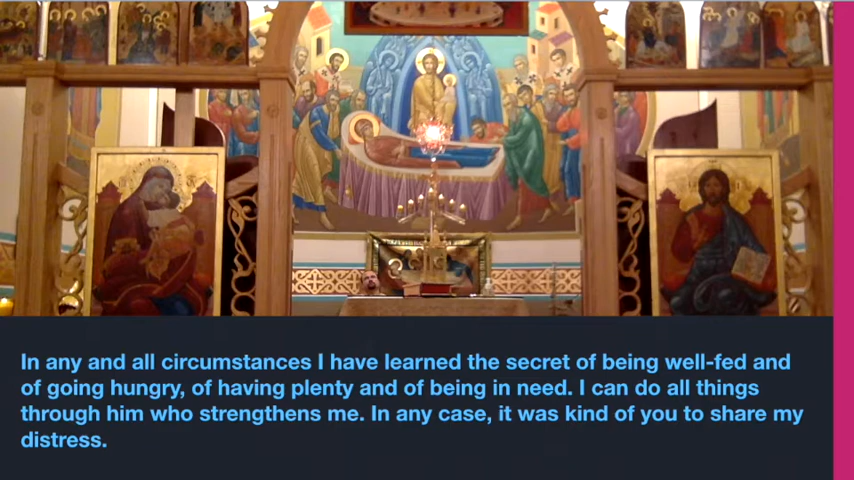 In any and all circumstances I have learned the secret of being well-fed and
of going hungry, of having plenty and of being in need. I can do all things
through him who strengthens me. In any case, it was kind of you to share my
distress.